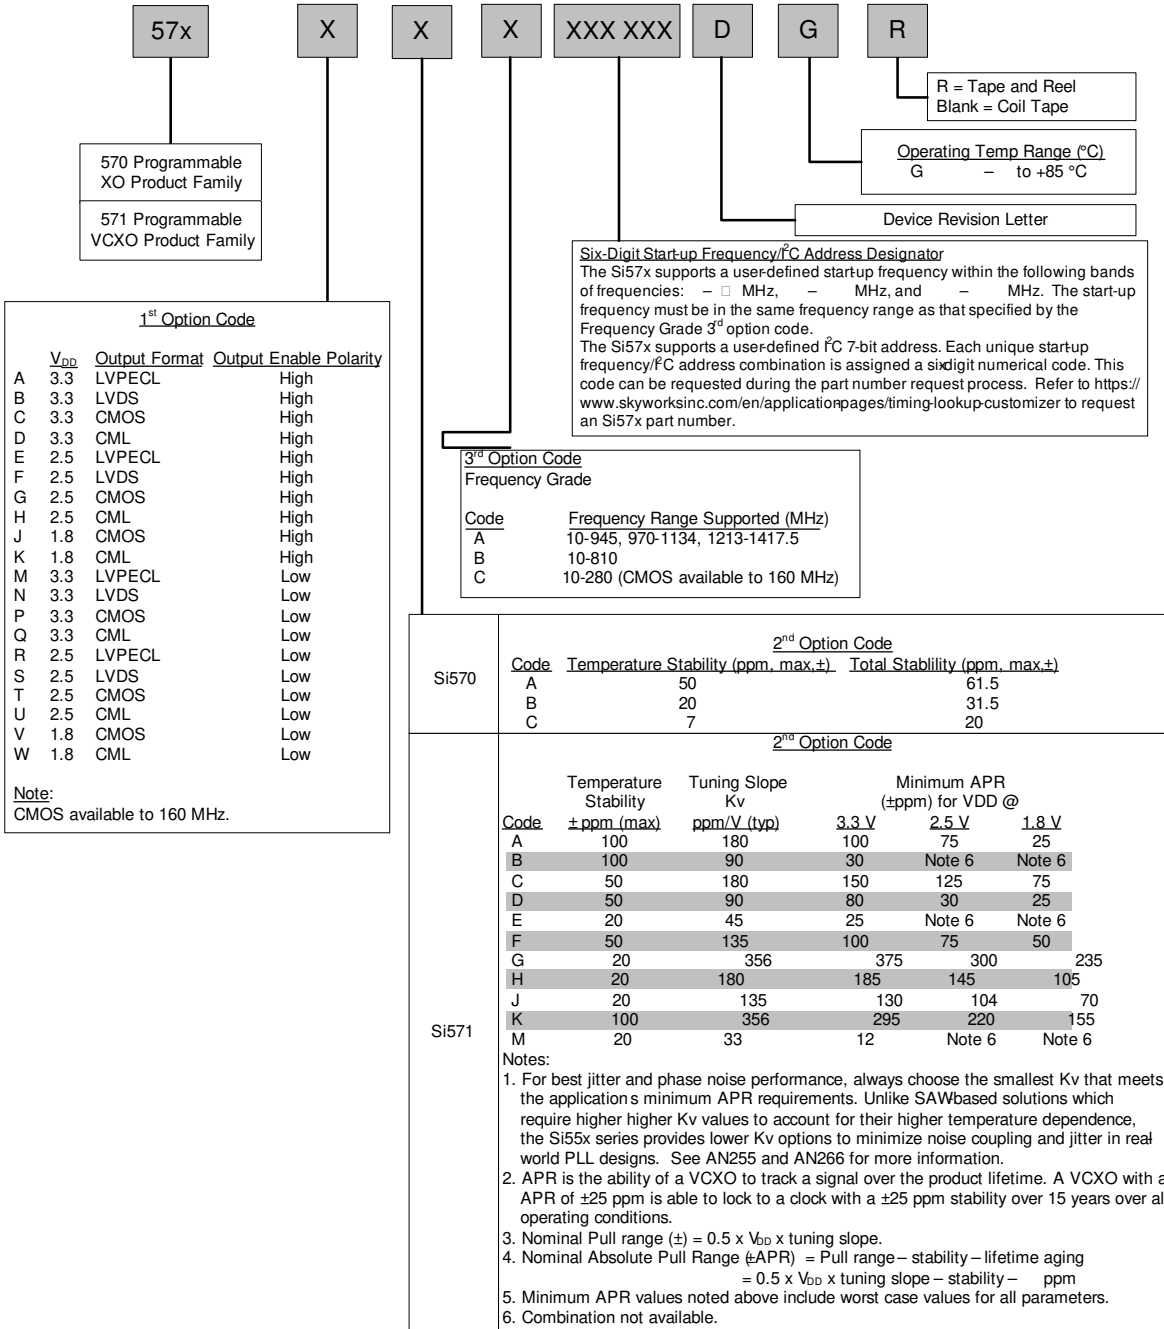 57x X X X XXX XXX D G R
R = Tape and Reel
Blank = Coil Tape
570 Programmable
XO Product Family
571 Programmable
VCXO Product Family
Operating Temp Range (°C)
G – to +85 °C
Device Revision Letter
Six-Digit Start-up Frequency/I²C Address Designator
The Si57x supports a user-defined start-up frequency within the following bands
of frequencies: – □ MHz, – MHz, and – MHz. The start-up
frequency must be in the same frequency range as that specified by the
Frequency Grade 3rd option code.
The Si57x supports a user-defined I²C 7-bit address. Each unique start-up
frequency/I²C address combination is assigned a six-digit numerical code. This
code can be requested during the part number request process. Refer to https://
www.skyworksinc.com/en/application-pages/timing-lookup-customizer to request
an Si57x part number.
1st Option Code
VDD Output Format Output Enable Polarity
A 3.3 LVPECL High
B 3.3 LVDS High
C 3.3 CMOS High
D 3.3 CML High
E 2.5 LVPECL High
F 2.5 LVDS High
G 2.5 CMOS High
H 2.5 CML High
J 1.8 CMOS High
K 1.8 CML High
M 3.3 LVPECL Low
N 3.3 LVDS Low
P 3.3 CMOS Low
Q 3.3 CML Low
R 2.5 LVPECL Low
S 2.5 LVDS Low
T 2.5 CMOS Low
U 2.5 CML Low
V 1.8 CMOS Low
W 1.8 CML Low
Note:
CMOS available to 160 MHz.
3rd Option Code
Frequency Grade
Code Frequency Range Supported (MHz)
A 10-945, 970-1134, 1213-1417.5
B 10-810
C 10-280 (CMOS available to 160 MHz)
Si570
2nd Option Code
Code Temperature Stability (ppm, max,±) Total Stablility (ppm, max,±)
A 50 61.5
B 20 31.5
C 7 20
Si571
2nd Option Code
Temperature Tuning Slope Minimum APR
Stability Kv (±ppm) for VDD @
Code ± ppm (max) ppm/V (typ) 3.3 V 2.5 V 1.8 V
A 100 180 100 75 25
B 100 90 30 Note 6 Note 6
C 50 180 150 125 75
D 50 90 80 30 25
E 20 45 25 Note 6 Note 6
F 50 135 100 75 50
G 20 356 375 300 235
H 20 180 185 145 105
J 20 135 130 104 70
K 100 356 295 220 155
M 20 33 12 Note 6 Note 6
Notes:
1. For best jitter and phase noise performance, always choose the smallest Kv that meets
the application s minimum APR requirements. Unlike SAW-based solutions which
require higher higher Kv values to account for their higher temperature dependence,
the Si55x series provides lower Kv options to minimize noise coupling and jitter in real-
world PLL designs. See AN255 and AN266 for more information.
2. APR is the ability of a VCXO to track a signal over the product lifetime. A VCXO with a
APR of ±25 ppm is able to lock to a clock with a ±25 ppm stability over 15 years over al
operating conditions.
3. Nominal Pull range (±) = 0.5 x VDD x tuning slope.
4. Nominal Absolute Pull Range (±APR) = Pull range – stability – lifetime aging
= 0.5 x VDD x tuning slope – stability – ppm
5. Minimum APR values noted above include worst case values for all parameters.
6. Combination not available.